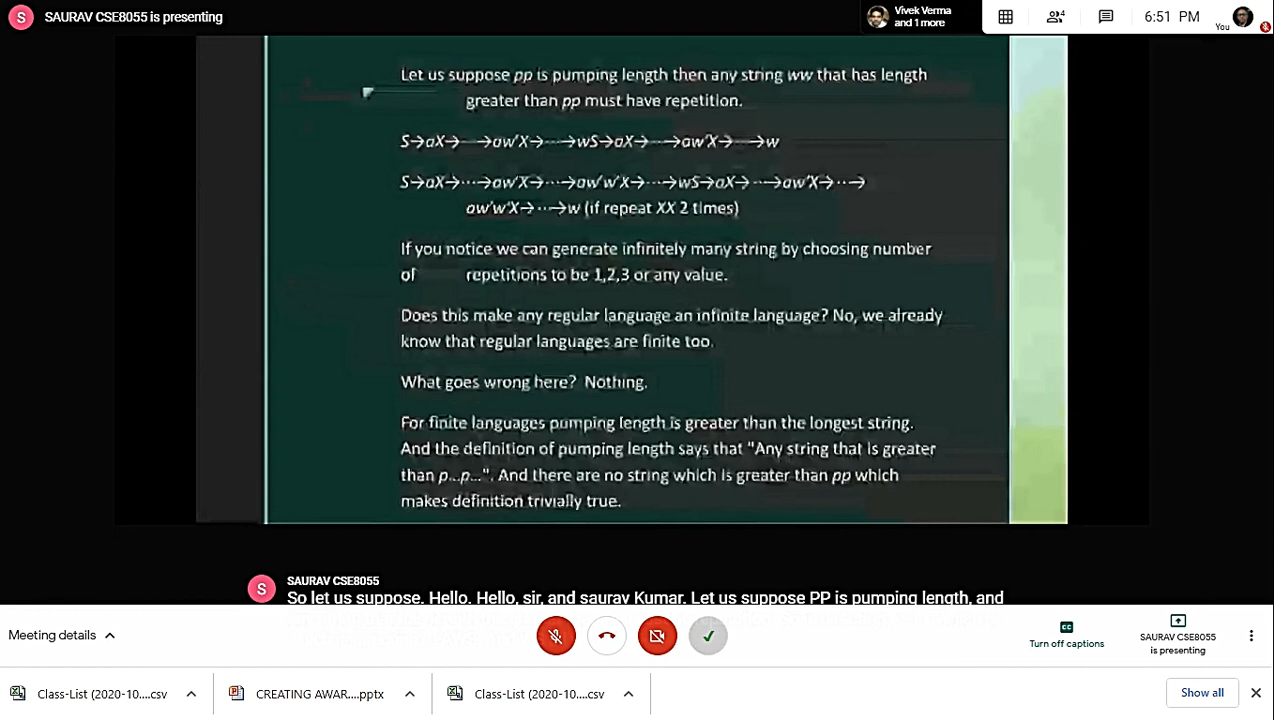 S SAURAV CSE8055 is presenting
Vivek Verma
and 1 more
4
6:51 PM
You
Let us suppose pp is pumping length then any string ww that has length
greater than pp must have repetition.
S→aX→⋯→aw'X→⋯→wS→aX→⋯→aw'X→⋯→w
S→aX→⋯→aw'X→⋯→aw'w'X→⋯→wS→aX→⋯→aw'X→⋯→
aw'w'X→⋯→w (if repeat XX 2 times)
If you notice we can generate infinitely many string by choosing number
of repetitions to be 1,2,3 or any value.
Does this make any regular language an infinite language? No, we already
know that regular languages are finite too.
What goes wrong here? Nothing.
For finite languages pumping length is greater than the longest string.
And the definition of pumping length says that "Any string that is greater
than p...p...". And there are no string which is greater than pp which
makes definition trivially true.
S SAURAV CSE8055
So let us suppose. Hello. Hello, sir, and saurav Kumar. Let us suppose PP is pumping length, and
Meeting details
cc
Turn off captions
SAURAV CSE8055
is presenting
Class-List (2020-10....csv
CREATING AWAR....pptx
Class-List (2020-10....csv
Show all